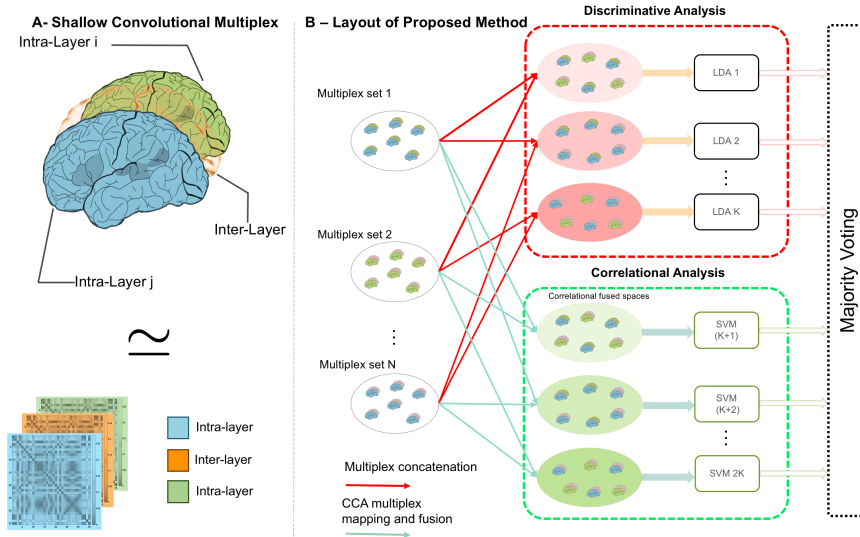 A- Shallow Convolutional Multiplex
Intra-Layer i
Inter-Layer
Intra-Layer j
≃
Intra-layer
Inter-layer
Intra-layer
B – Layout of Proposed Method
Multiplex set 1
Multiplex set 2
⋮
Multiplex set N
Multiplex concatenation
CCA multiplex
mapping and fusion
Discriminative Analysis
LDA 1
LDA 2
⋮
LDA K
Correlational Analysis
Correlational fused spaces
SVM
(K+1)
SVM
(K+2)
⋮
SVM 2K
Majority Voting